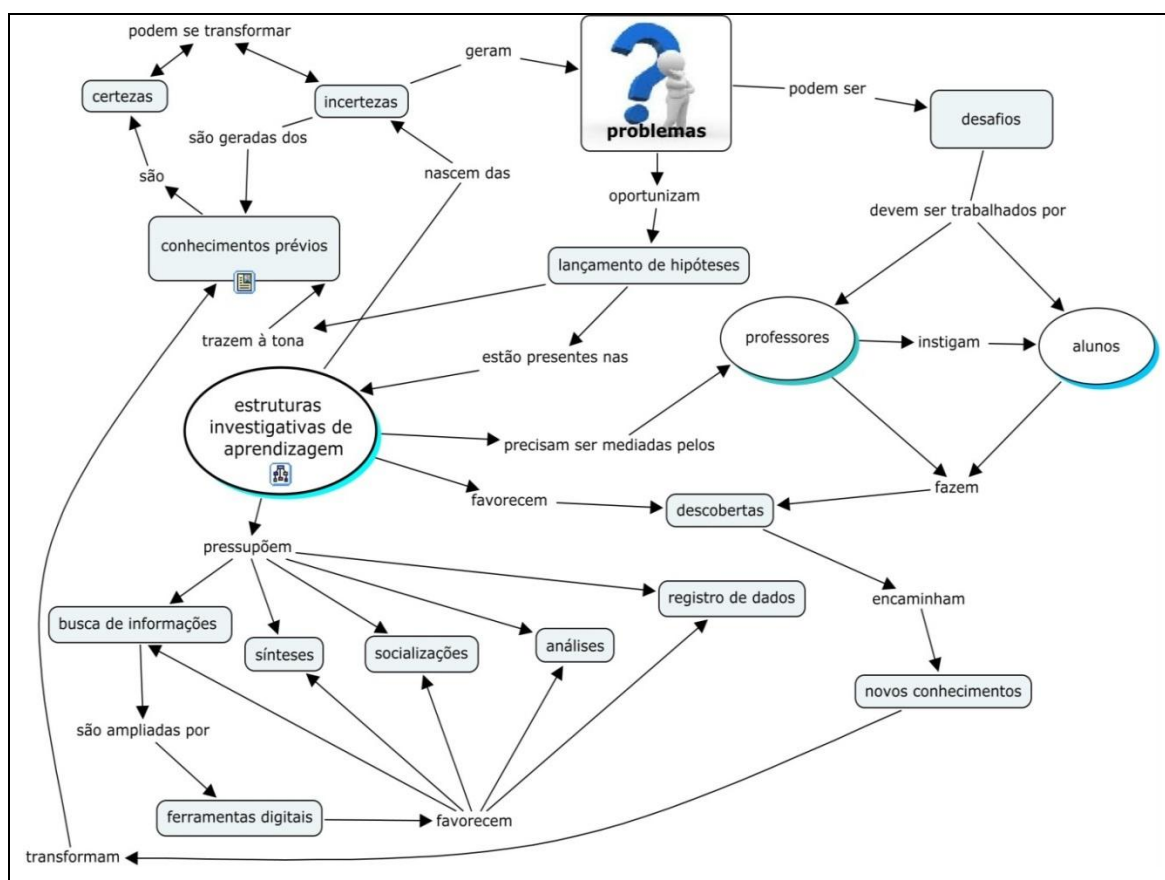 podem se transformar
geram
certezas
incertezas
problemas
podem ser
desafios
são geradas dos
são
nascem das
oportunizam
devem ser trabalhados por
conhecimentos prévios
lançamento de hipóteses
trazem à tona
estão presentes nas
professores
instigam
alunos
estruturas
investigativas de
aprendizagem
precisam ser mediadas pelos
favorecem
descobertas
fazem
pressupõem
busca de informações
sínteses
socializações
análises
registro de dados
encaminham
novos conhecimentos
são ampliadas por
ferramentas digitais
favorecem
transformam